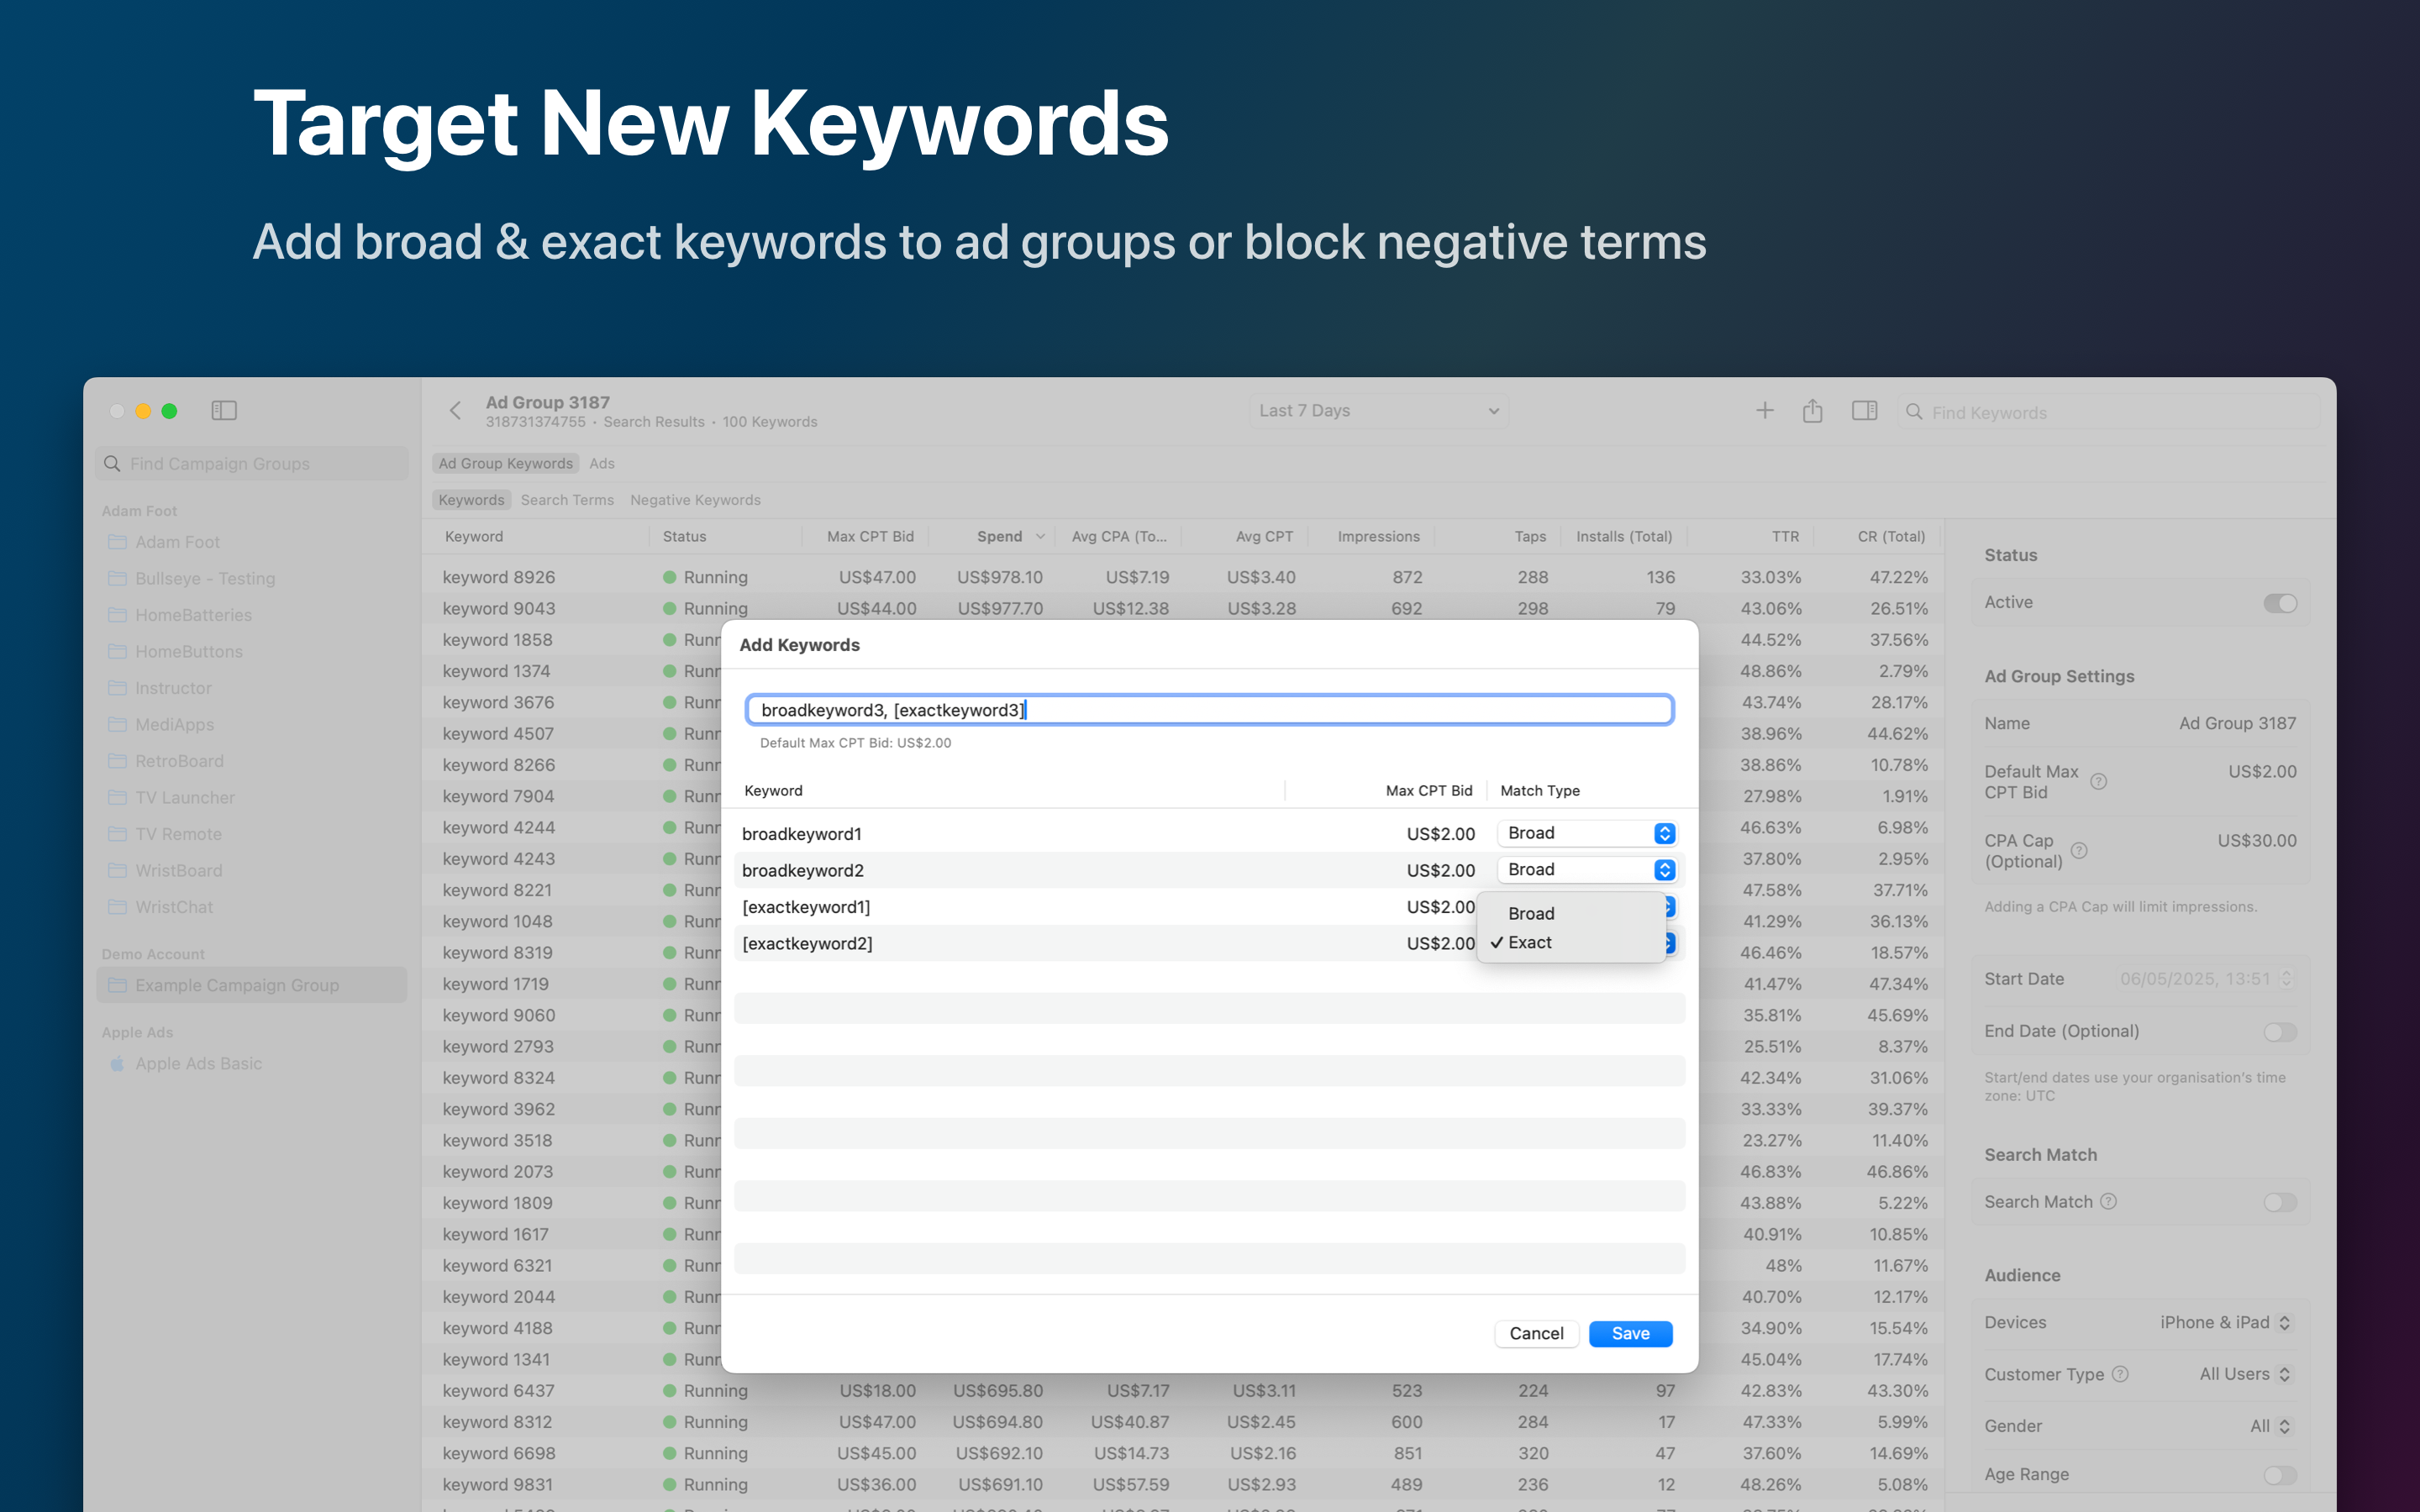 Target New Keywords
Add broad & exact keywords to ad groups or block negative terms
Ad Group 3187
318731374755 • Search Results • 100 Keywords
Last 7 Days
Find Keywords
Find Campaign Groups
Adam Foot
Adam Foot
Bullseye - Testing
HomeBatteries
HomeButtons
Instructor
MediApps
RetroBoard
TV Launcher
TV Remote
WristBoard
WristChat
Demo Account
Example Campaign Group
Apple Ads
Apple Ads Basic
Ad Group Keywords Ads
Keywords Search Terms Negative Keywords
Keyword Status Max CPT Bid Spend Avg CPA (To... Avg CPT Impressions Taps Installs (Total) TTR CR (Total)
keyword 8926 Running US$47.00 US$978.10 US$7.19 US$3.40 872 288 136 33.03% 47.22%
keyword 9043 Running US$44.00 US$977.70 US$12.38 US$3.28 692 298 79 43.06% 26.51%
keyword 1858 Runr 44.52% 37.56%
keyword 1374 Runr 48.86% 2.79%
keyword 3676 Runr 43.74% 28.17%
keyword 4507 Runr 38.96% 44.62%
keyword 8266 Runr 38.86% 10.78%
keyword 7904 Runr 27.98% 1.91%
keyword 4244 Runr 46.63% 6.98%
keyword 4243 Runr 37.80% 2.95%
keyword 8221 Runr 47.58% 37.71%
keyword 1048 Runr 41.29% 36.13%
keyword 8319 Runr 46.46% 18.57%
keyword 1719 Runr 41.47% 47.34%
keyword 9060 Runr 35.81% 45.69%
keyword 2793 Runr 25.51% 8.37%
keyword 8324 Runr 42.34% 31.06%
keyword 3962 Runr 33.33% 39.37%
keyword 3518 Runr 23.27% 11.40%
keyword 2073 Runr 46.83% 46.86%
keyword 1809 Runr 43.88% 5.22%
keyword 1617 Runr 40.91% 10.85%
keyword 6321 Runr 48% 11.67%
keyword 2044 Runr 40.70% 12.17%
keyword 4188 Runr 34.90% 15.54%
keyword 1341 Runr 45.04% 17.74%
keyword 6437 Running US$18.00 US$695.80 US$7.17 US$3.11 523 224 97 42.83% 43.30%
keyword 8312 Running US$47.00 US$694.80 US$40.87 US$2.45 600 284 17 47.33% 5.99%
keyword 6698 Running US$45.00 US$692.10 US$14.73 US$2.16 851 320 47 37.60% 14.69%
keyword 9831 Running US$36.00 US$691.10 US$57.59 US$2.93 489 236 12 48.26% 5.08%
Add Keywords
broadkeyword3, [exactkeyword3]
Default Max CPT Bid: US$2.00
Keyword Max CPT Bid Match Type
broadkeyword1 US$2.00 Broad
broadkeyword2 US$2.00 Broad
[exactkeyword1] US$2.00
[exactkeyword2] US$2.00
Broad
✓ Exact
Cancel Save
Status
Active
Ad Group Settings
Name Ad Group 3187
Default Max CPT Bid US$2.00
CPA Cap (Optional) US$30.00
Adding a CPA Cap will limit impressions.
Start Date 06/05/2025, 13:51
End Date (Optional)
Start/end dates use your organisation's time
zone: UTC
Search Match
Search Match
Audience
Devices iPhone & iPad
Customer Type All Users
Gender All
Age Range